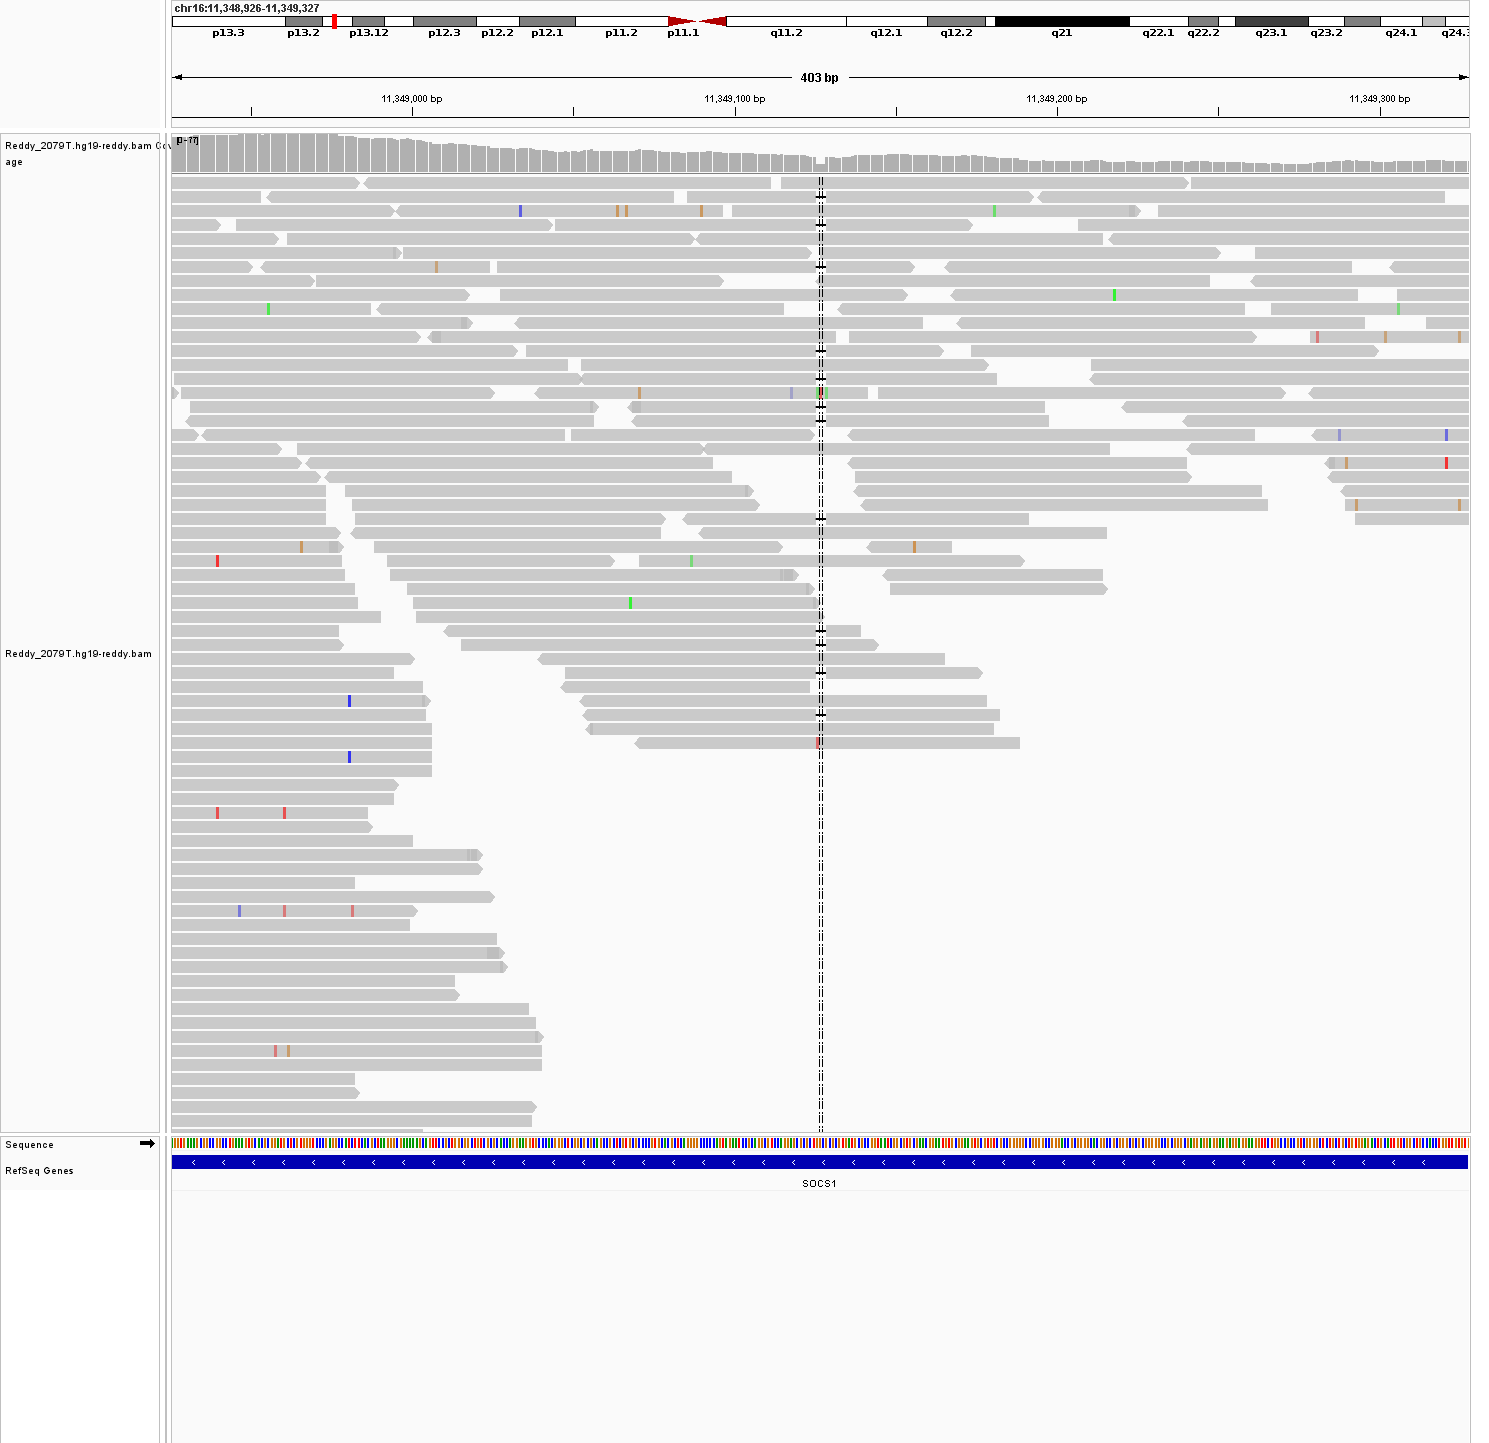 chr16:11,348,926-11,349,327
p13.3 p13.2 p13.12 p12.3 p12.2 p12.1 p11.2 p11.1 q11.2 q12.1 q12.2 q21 q22.1 q22.2 q23.1 q23.2 q24.1 q24.3
403 bp
11,349,000 bp 11,349,100 bp 11,349,200 bp 11,349,300 bp
[0 - 77]
Reddy_2079T.hg19-reddy.bam Cov
age
Reddy_2079T.hg19-reddy.bam
Sequence
RefSeq Genes
SOCS1